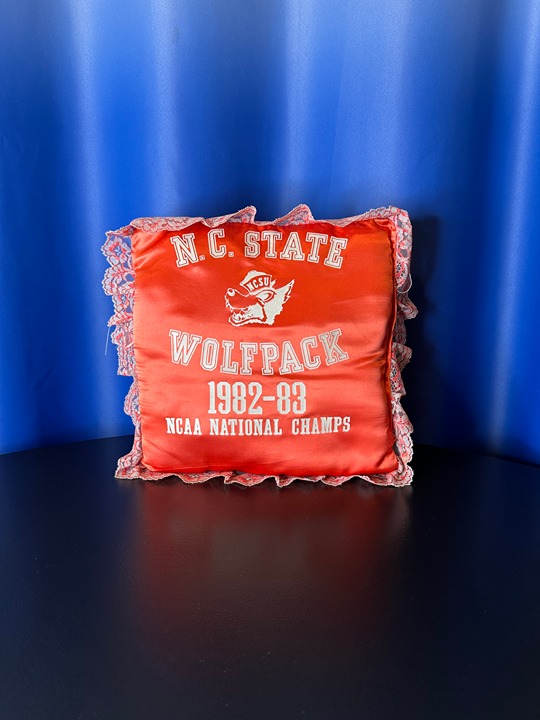 N.C. STATE
NCSU
WOLFPACK
1982-83
NCAA NATIONAL CHAMPS